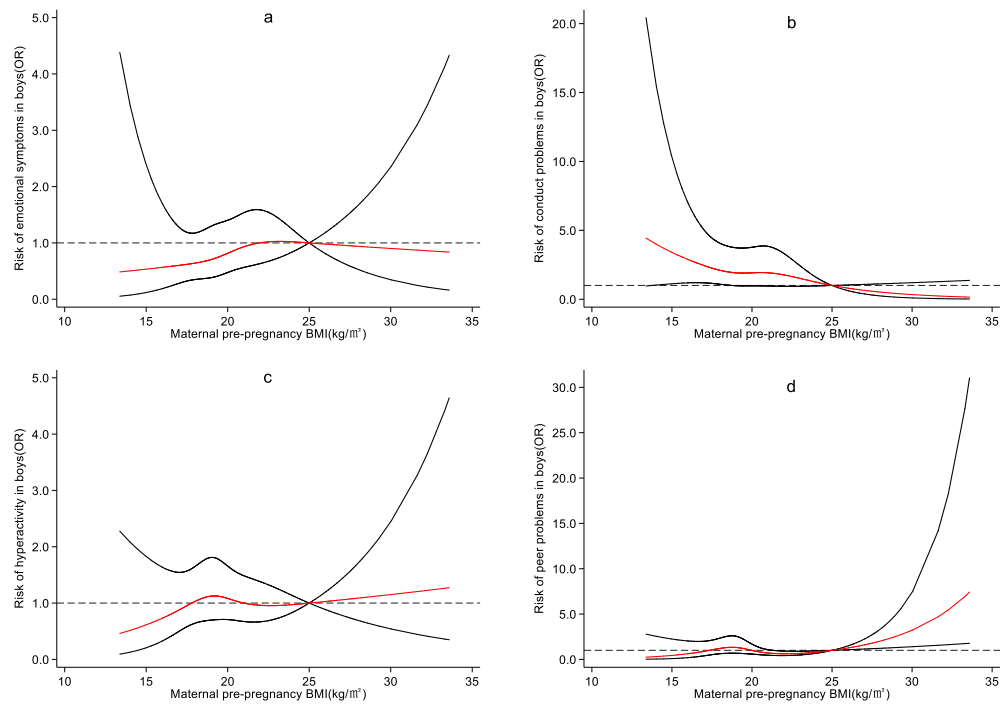 a
Risk of emotional symptoms in boys(OR)
5.0
4.0
3.0
2.0
1.0
0.0
10 15 20 25 30 35
Maternal pre-pregnancy BMI(kg/㎡)
b
Risk of conduct problems in boys(OR)
20.0
15.0
10.0
5.0
0.0
10 15 20 25 30 35
Maternal pre-pregnancy BMI(kg/㎡)
c
Risk of hyperactivity in boys(OR)
5.0
4.0
3.0
2.0
1.0
0.0
10 15 20 25 30 35
Maternal pre-pregnancy BMI(kg/㎡)
d
Risk of peer problems in boys(OR)
30.0
25.0
20.0
15.0
10.0
5.0
0.0
10 15 20 25 30 35
Maternal pre-pregnancy BMI(kg/㎡)